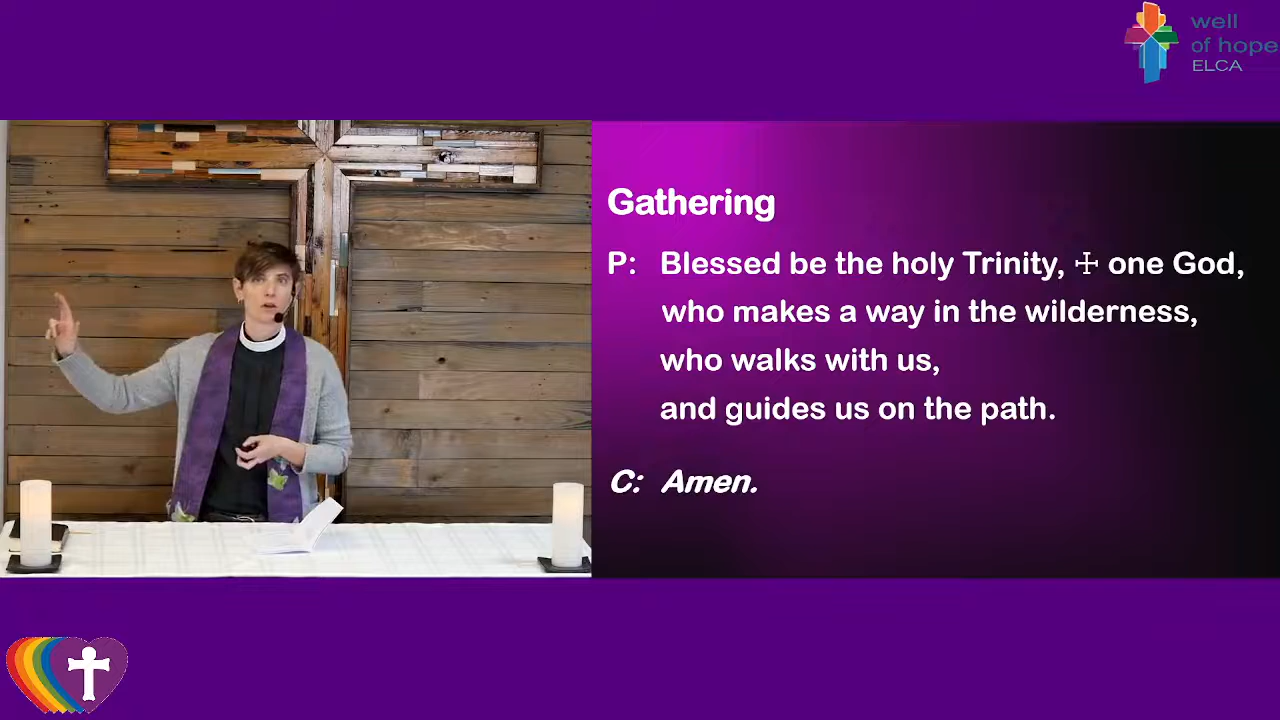 well
of hope
ELCA
Gathering
P: Blessed be the holy Trinity, ☩ one God,
who makes a way in the wilderness,
who walks with us,
and guides us on the path.
C: Amen.